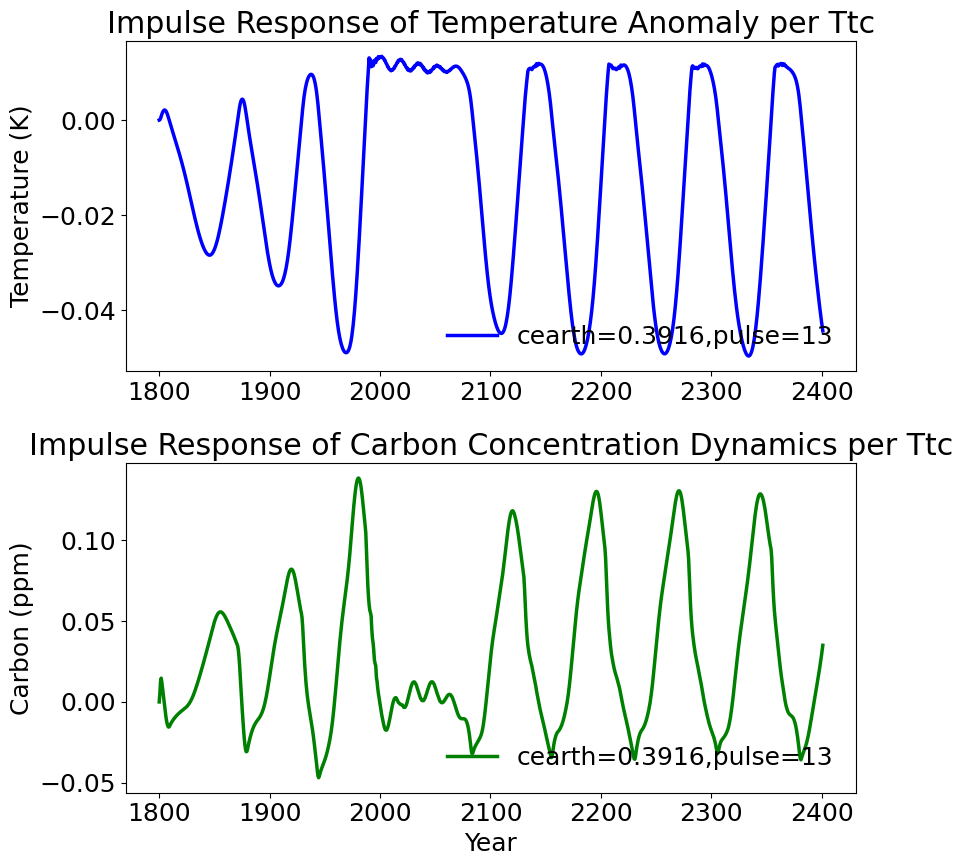 Impulse Response of Temperature Anomaly per Ttc
Temperature (K)
0.00
−0.02
−0.04
cearth=0.3916,pulse=13
1800 1900 2000 2100 2200 2300 2400
Impulse Response of Carbon Concentration Dynamics per Ttc
Carbon (ppm)
0.10
0.05
0.00
−0.05
cearth=0.3916,pulse=13
1800 1900 2000 2100 2200 2300 2400
Year